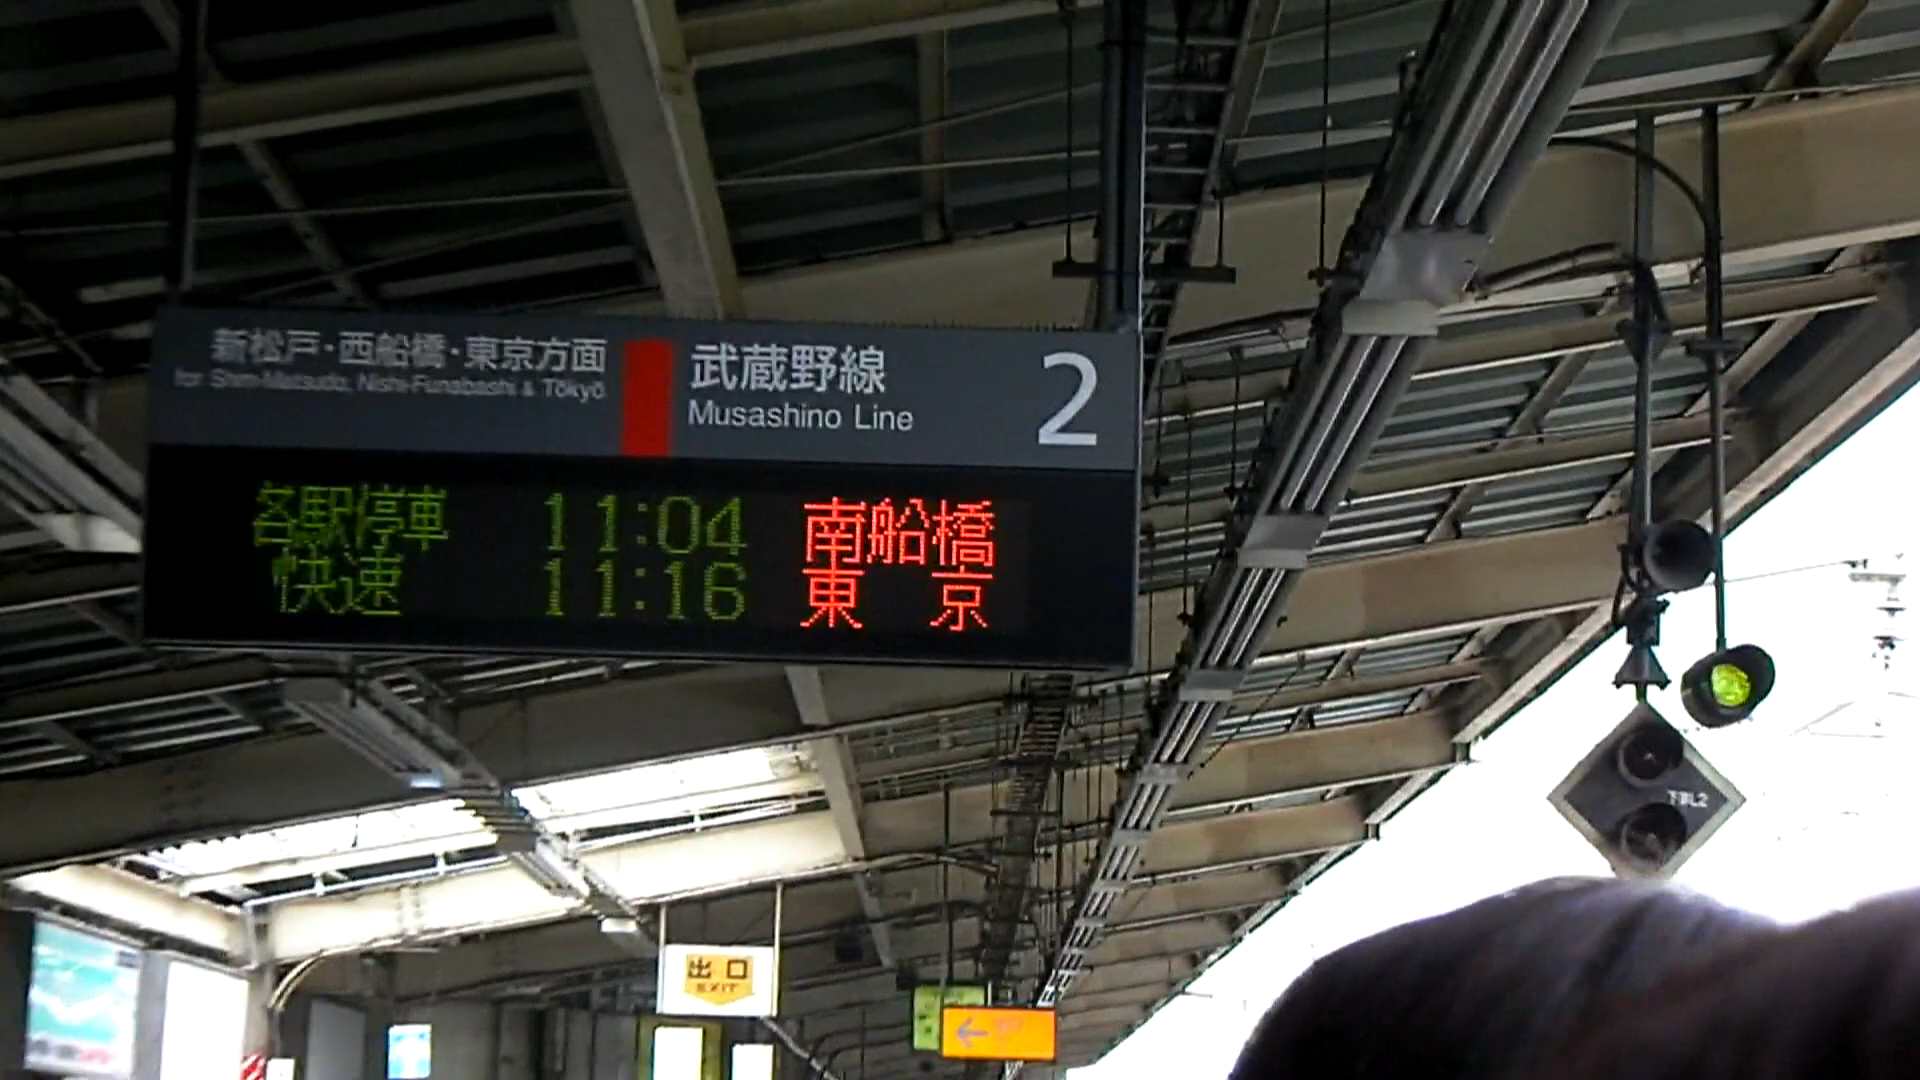 新松戸・西船橋・東京方面
for Shim-Matsudo, Nishi-Funabashi & Tōkyō
武蔵野線
Musashino Line
2
各駅停車 11:04 南船橋
快速 11:16 東京
出口
EXIT